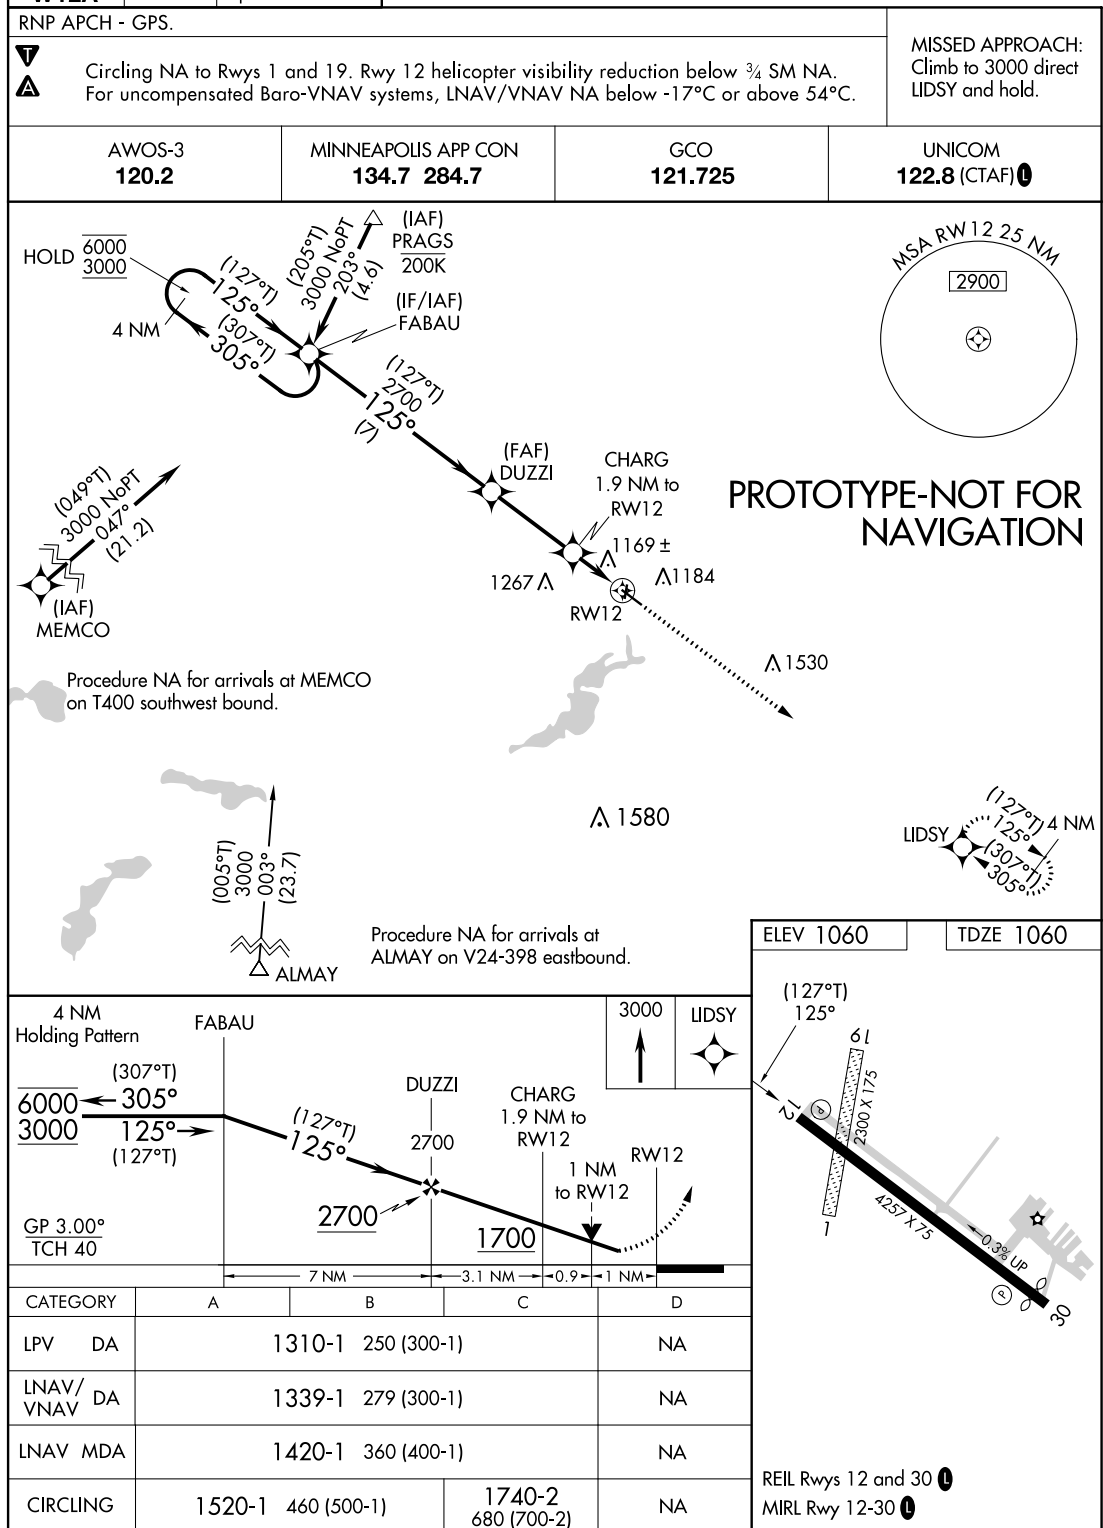 RNP APCH - GPS.
T
A
Circling NA to Rwys 1 and 19. Rwy 12 helicopter visibility reduction below ¾ SM NA.
For uncompensated Baro-VNAV systems, LNAV/VNAV NA below -17°C or above 54°C.
MISSED APPROACH:
Climb to 3000 direct
LIDSY and hold.
AWOS-3
120.2
MINNEAPOLIS APP CON
134.7 284.7
GCO
121.725
UNICOM
122.8 (CTAF) L
HOLD 6000
3000
4 NM
(127°T)
125°
(307°T)
305°
(205°T)
3000 NoPT
203°
(4.6)
(IAF)
PRAGS
200K
(IF/IAF)
FABAU
(127°T)
2700
125°
(7)
(FAF)
DUZZI
CHARG
1.9 NM to
RW12
MSA RW12 25 NM
2900
PROTOTYPE-NOT FOR
NAVIGATION
(049°T)
3000 NoPT
047°
(21.2)
(IAF)
MEMCO
1169 ±
1267
1184
RW12
1530
Procedure NA for arrivals at MEMCO
on T400 southwest bound.
1580
(005°T)
3000
003°
(23.7)
ALMAY
Procedure NA for arrivals at
ALMAY on V24-398 eastbound.
LIDSY
(127°T)
125°
4 NM
(307°T)
305°
ELEV 1060
TDZE 1060
(127°T)
125°
19
2300 X 175
12
P
1
4257 X 75
0.3% UP
P
30
REIL Rwys 12 and 30 L
MIRL Rwy 12-30 L
4 NM
Holding Pattern
FABAU
(307°T)
6000 305°
3000 125°
(127°T)
GP 3.00°
TCH 40
(127°T)
125°
DUZZI
2700
2700
CHARG
1.9 NM to
RW12
1700
1 NM
to RW12
RW12
3000
LIDSY
7 NM
3.1 NM
0.9
1 NM
CATEGORY A B C D
LPV DA 1310-1 250 (300-1) NA
LNAV/
VNAV DA 1339-1 279 (300-1) NA
LNAV MDA 1420-1 360 (400-1) NA
CIRCLING 1520-1 460 (500-1) 1740-2
680 (700-2) NA